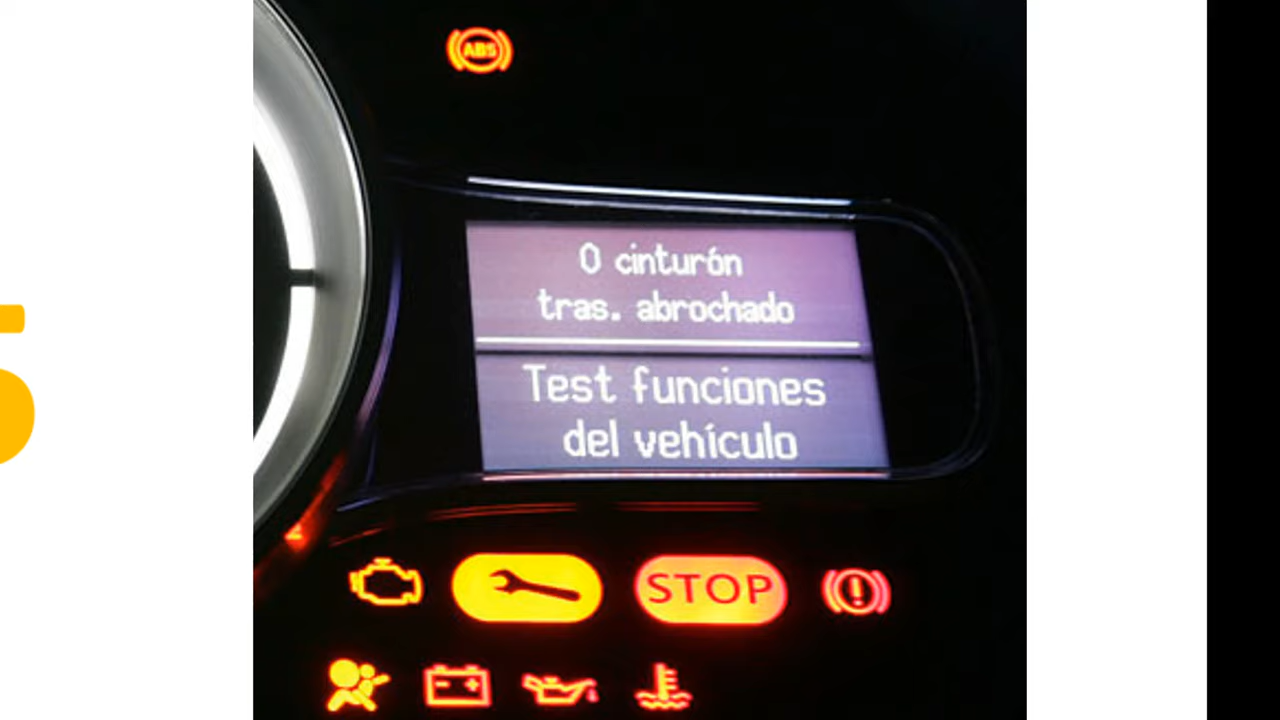 ABS
0 cinturón
tras. abrochado
Test funciones
del vehículo
STOP